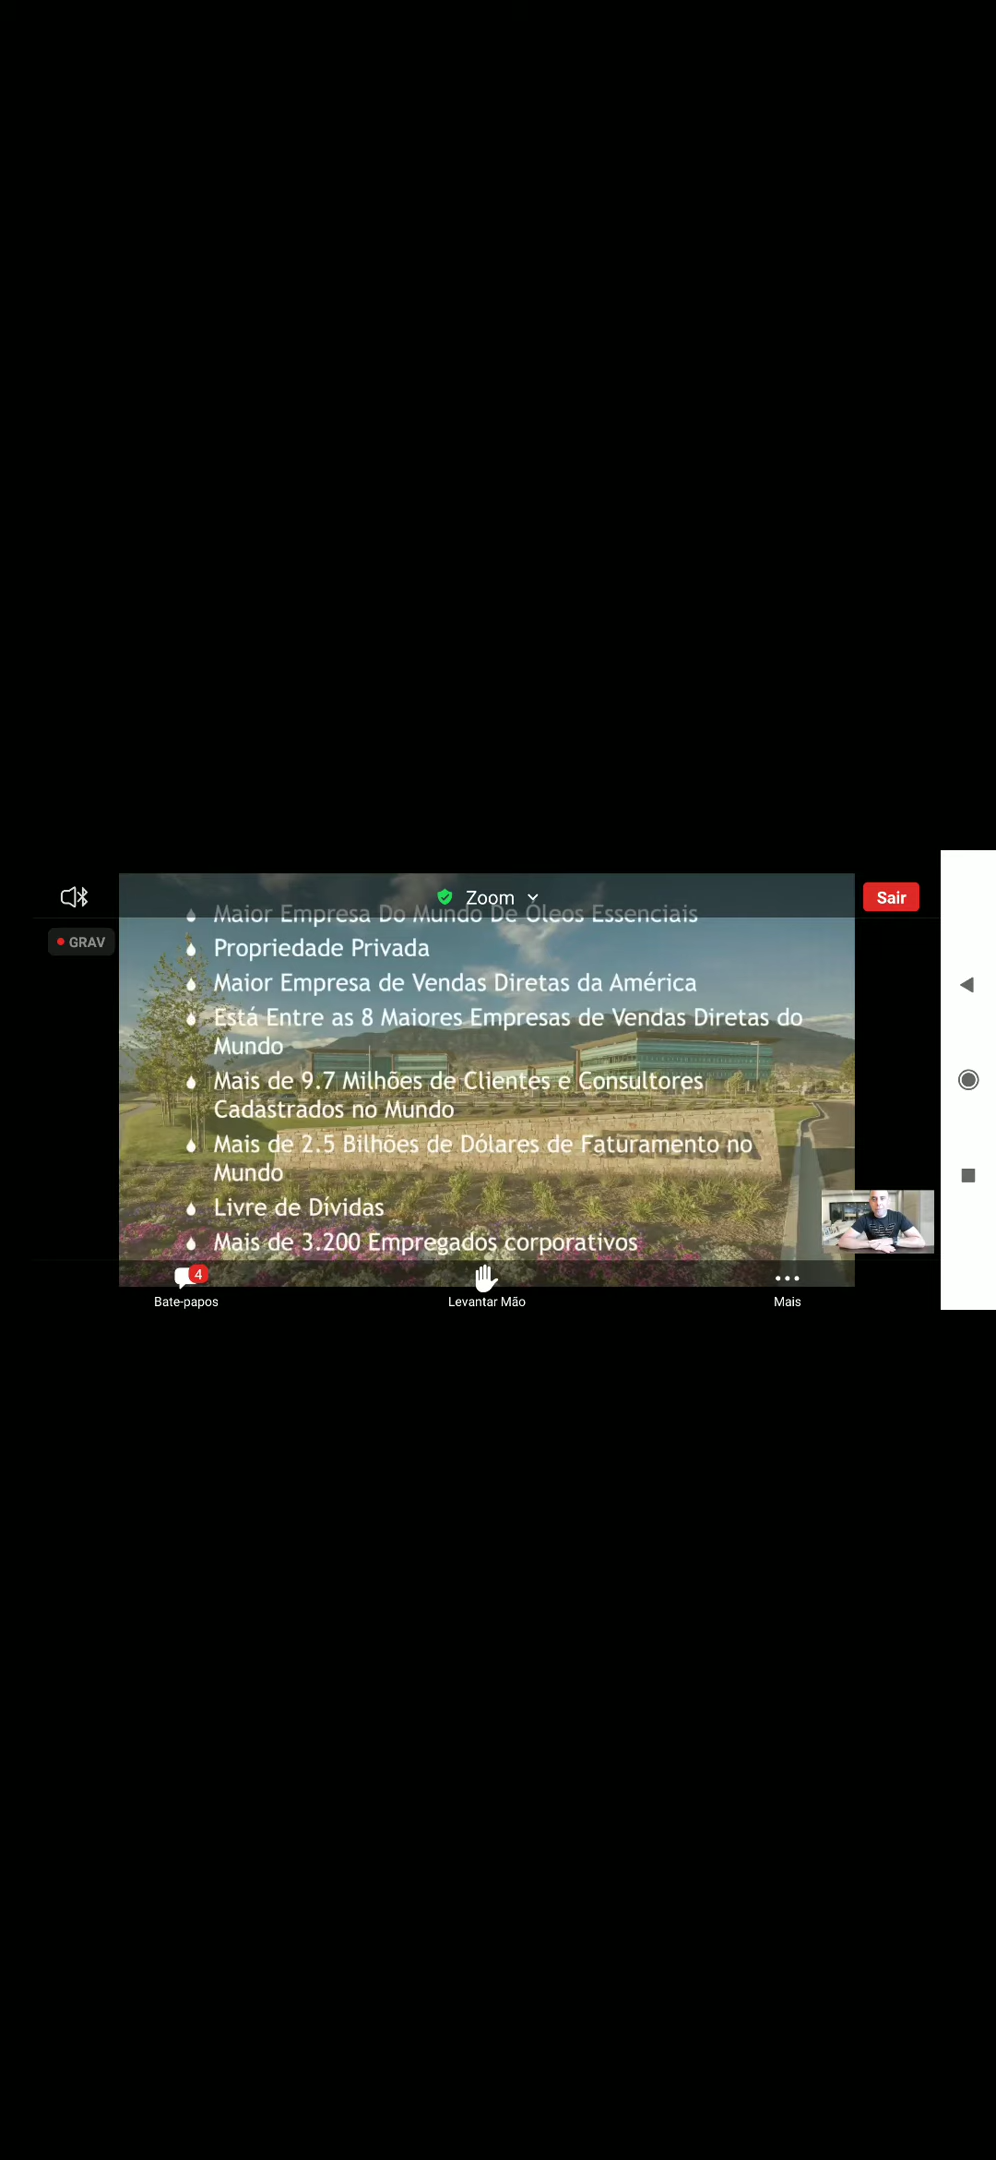 Zoom
Sair
GRAV
Maior Empresa Do Mundo De Óleos Essenciais
Propriedade Privada
Maior Empresa de Vendas Diretas da América
Está Entre as 8 Maiores Empresas de Vendas Diretas do
Mundo
Mais de 9.7 Milhões de Clientes e Consultores
Cadastrados no Mundo
Mais de 2.5 Bilhões de Dólares de Faturamento no
Mundo
Livre de Dívidas
Mais de 3.200 Empregados corporativos
4
Bate-papos
Levantar Mão
Mais